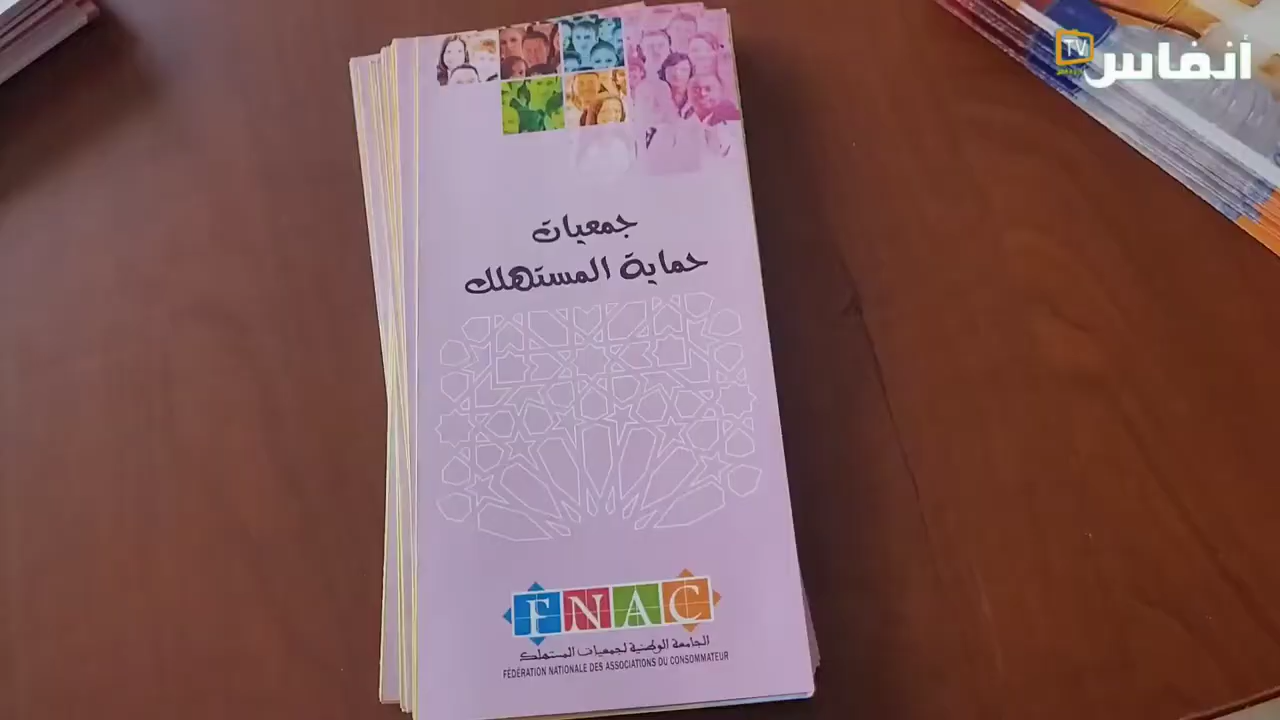 أنفاس
TV
جمعيات
حماية المستهلك
FNAC
الجامعة الوطنية لجمعيات المستهلك
FÉDÉRATION NATIONALE DES ASSOCIATIONS DU CONSOMMATEUR